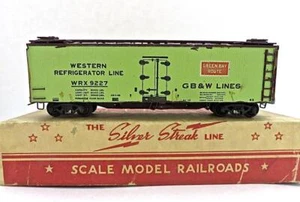 WESTERN
REFRIGERATOR LINE
WRX 9227
GREEN BAY
ROUTE
GB&W LINES
THE Silver Streak LINE
SCALE MODEL RAILROADS